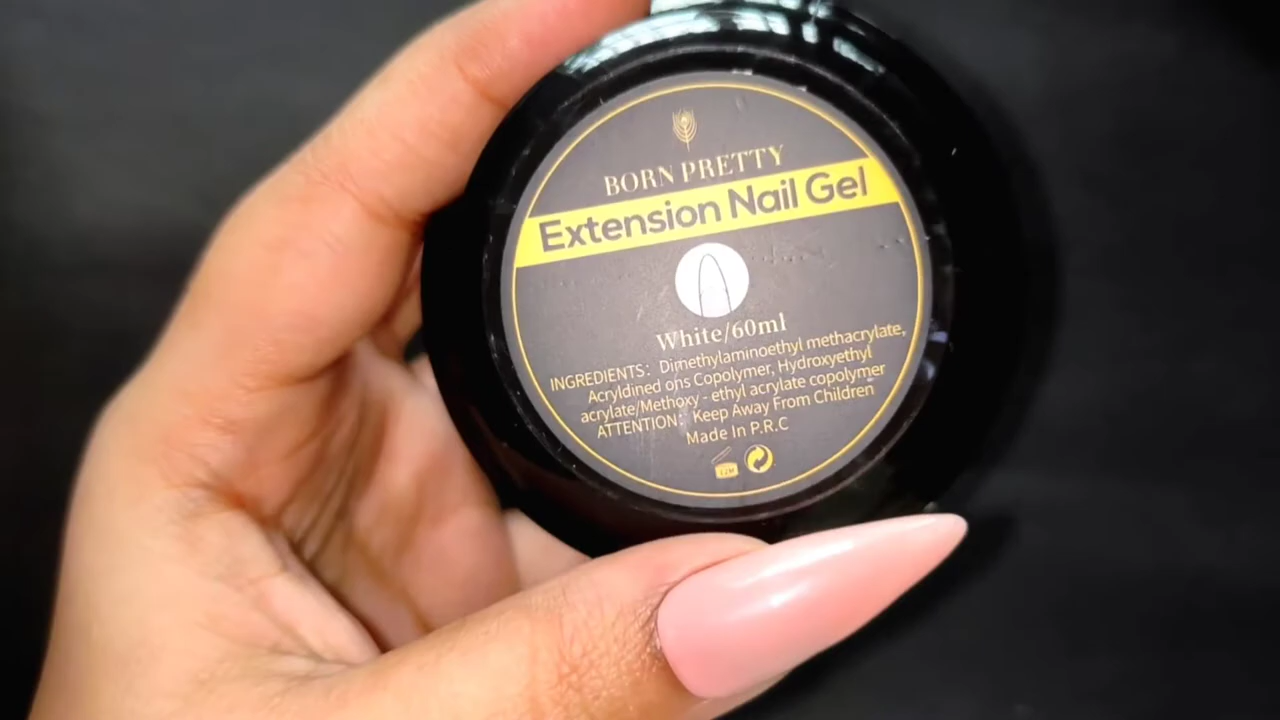 BORN PRETTY
Extension Nail Gel
White/60ml
INGREDIENTS: Dimethylaminoethyl methacrylate,
Acryldined ons Copolymer, Hydroxyethyl
acrylate/Methoxy - ethyl acrylate copolymer
ATTENTION: Keep Away From Children
Made In P.R.C
12M